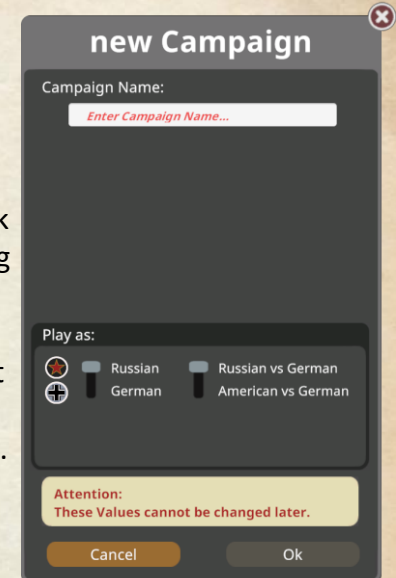 new Campaign
Campaign Name:
Enter Campaign Name...
k
g
t
.
Play as:
Russian Russian vs German
German American vs German
Attention:
These Values cannot be changed later.
Cancel Ok